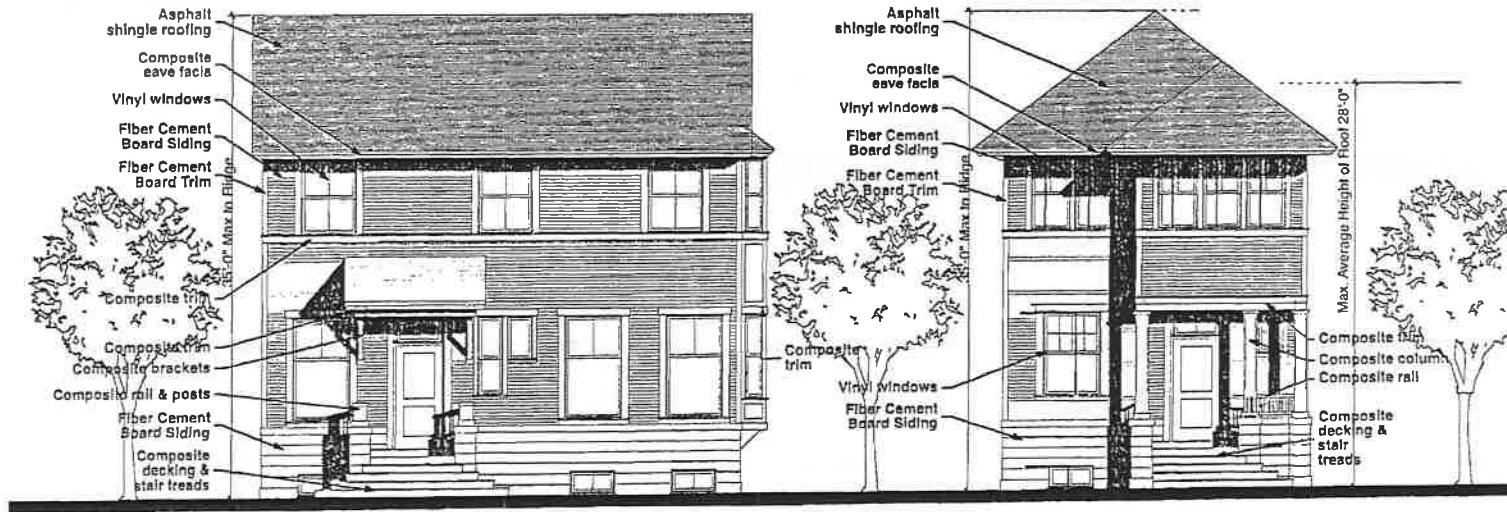 Asphalt
shingle roofing
Composite
eave facia
Vinyl windows
Fiber Cement
Board Siding
Fiber Cement
Board Trim
35'-0" Max to Ridge
Composite trim
Composite trim
Composite brackets
Composite rail & posts
Fiber Cement
Board Siding
Composite
decking &
stair treads
Composite
trim
Asphalt
shingle roofing
Composite
eave facia
Vinyl windows
Fiber Cement
Board Siding
Fiber Cement
Board Trim
35'-0" Max to Ridge
Vinyl windows
Fiber Cement
Board Siding
Max. Average Height of Roof 28'-0"
Composite trim
Composite column
Composite rail
Composite
decking &
stair
treads